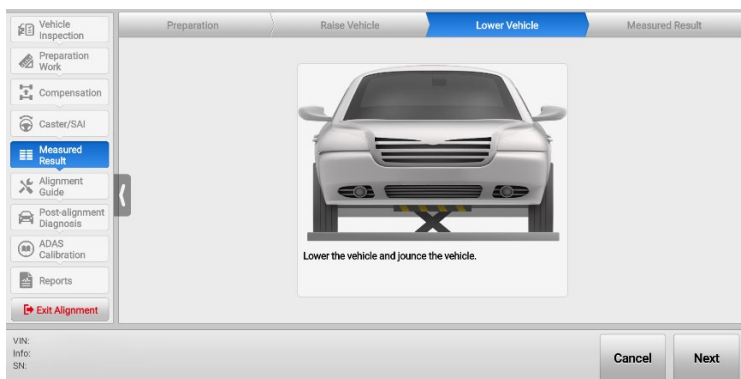 Vehicle
Inspection
Preparation
Work
Compensation
Caster/SAI
Measured
Result
Alignment
Guide
Post-alignment
Diagnosis
ADAS
Calibration
Reports
Exit Alignment
Preparation
Raise Vehicle
Lower Vehicle
Measured Result
Lower the vehicle and jounce the vehicle.
VIN:
Info:
SN:
Cancel
Next